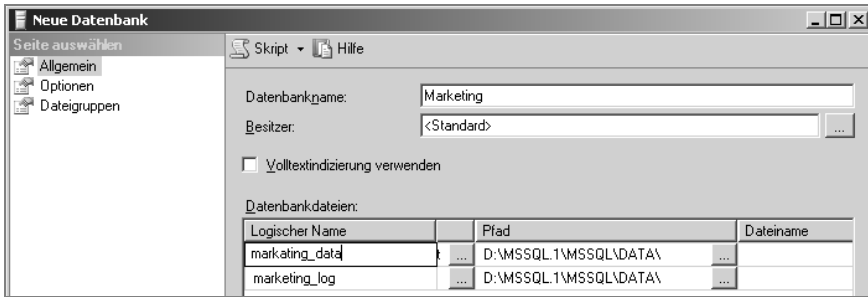 Neue Datenbank
Seite auswählen
Allgemein
Optionen
Dateigruppen
Skript Hilfe
Datenbankname: Marketing
Besitzer: <Standard> ...
Volltextindizierung verwenden
Datenbankdateien:
Logischer Name Pfad Dateiname
markating_data t ... D:\MSSQL.1\MSSQL\DATA\ ...
marketing_log ... D:\MSSQL.1\MSSQL\DATA\ ...